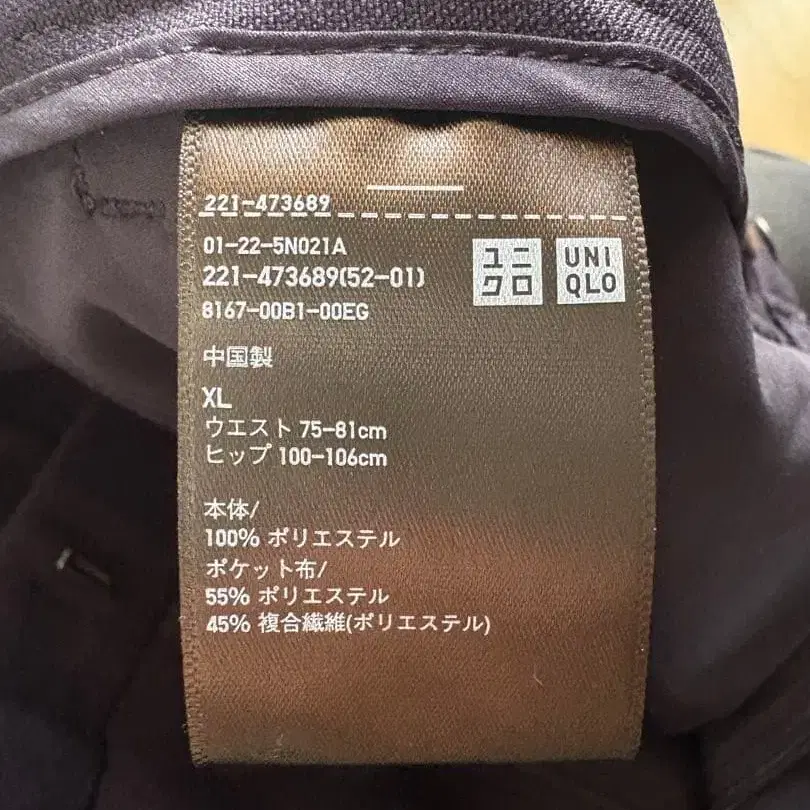 221-473689
01-22-5N021A
221-473689(52-01)
8167-00B1-00EG
ユニ
クロ
UNI
QLO
中国製
XL
ウエスト 75-81cm
ヒップ 100-106cm
本体/
100% ポリエステル
ポケット布/
55% ポリエステル
45% 複合繊維(ポリエステル)